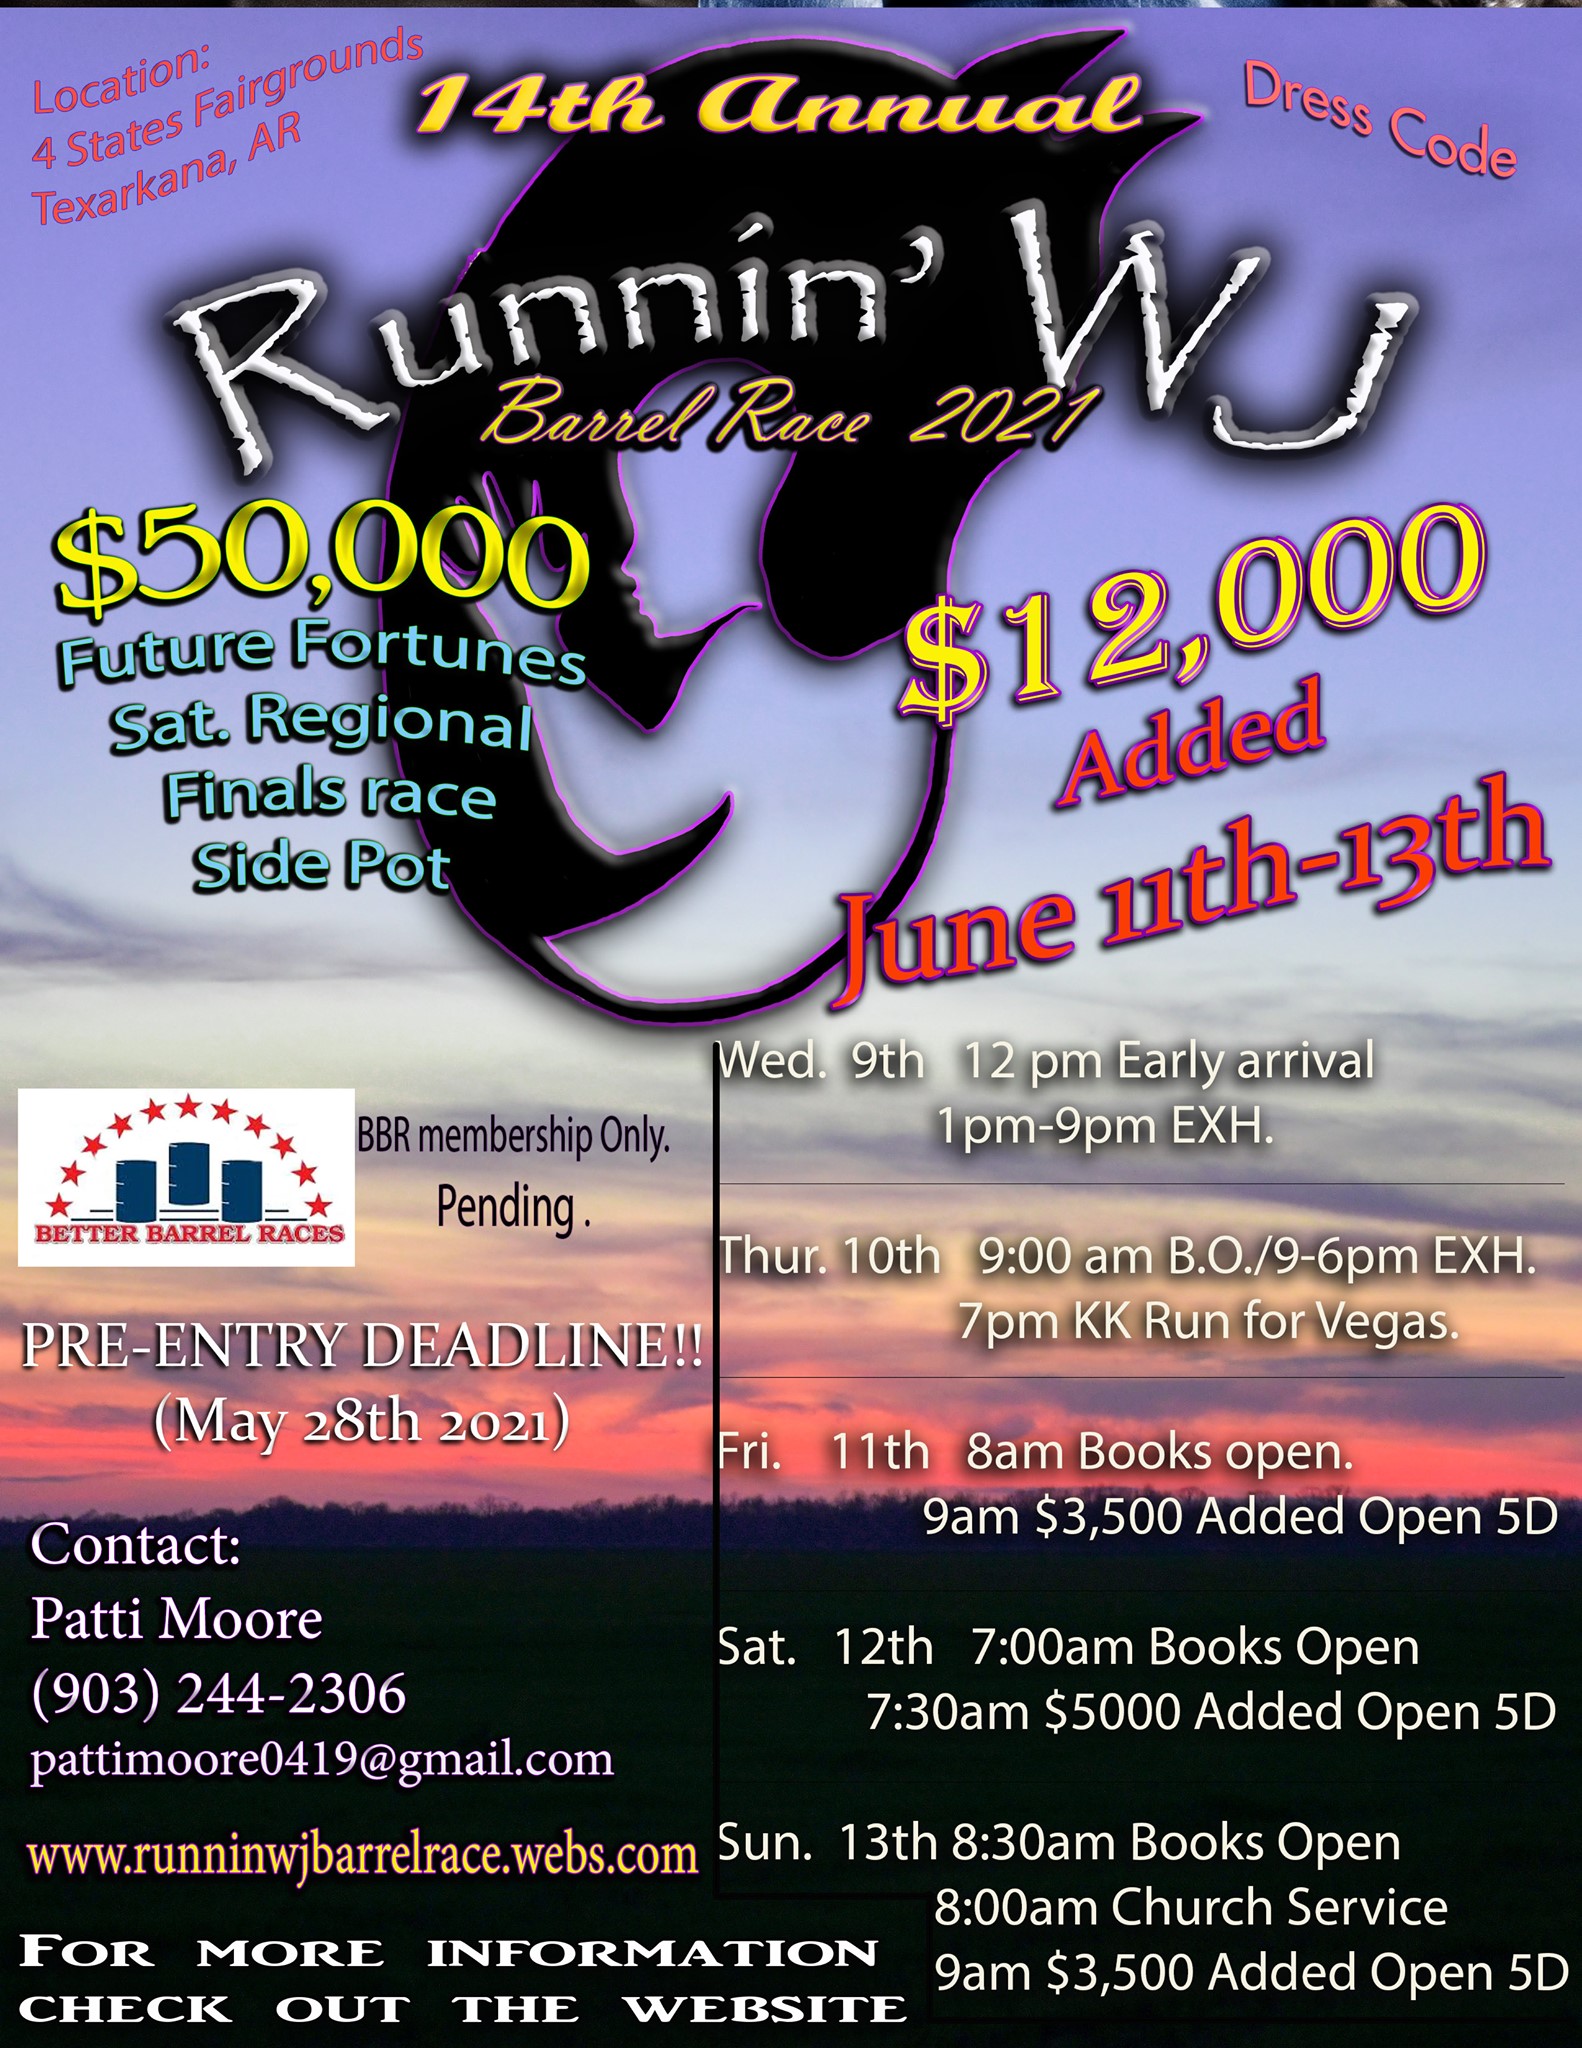 Location:
4 States Fairgrounds
Texarkana, AR
14th Annual
Dress Code
Runnin' WJ
Barrel Race 2021
$50,000
Future Fortunes
Sat. Regional
Finals race
Side Pot
$12,000
Added
June 11th-13th
BETTER BARREL RACES
BBR membership Only.
Pending .
PRE-ENTRY DEADLINE!!
(May 28th 2021)
Contact:
Patti Moore
(903) 244-2306
pattimoore0419@gmail.com
www.runninwjbarrelrace.webs.com
FOR MORE INFORMATION
CHECK OUT THE WEBSITE
Wed. 9th 12 pm Early arrival
1pm-9pm EXH.
Thur. 10th 9:00 am B.O./9-6pm EXH.
7pm KK Run for Vegas.
Fri. 11th 8am Books open.
9am $3,500 Added Open 5D
Sat. 12th 7:00am Books Open
7:30am $5000 Added Open 5D
Sun. 13th 8:30am Books Open
8:00am Church Service
9am $3,500 Added Open 5D